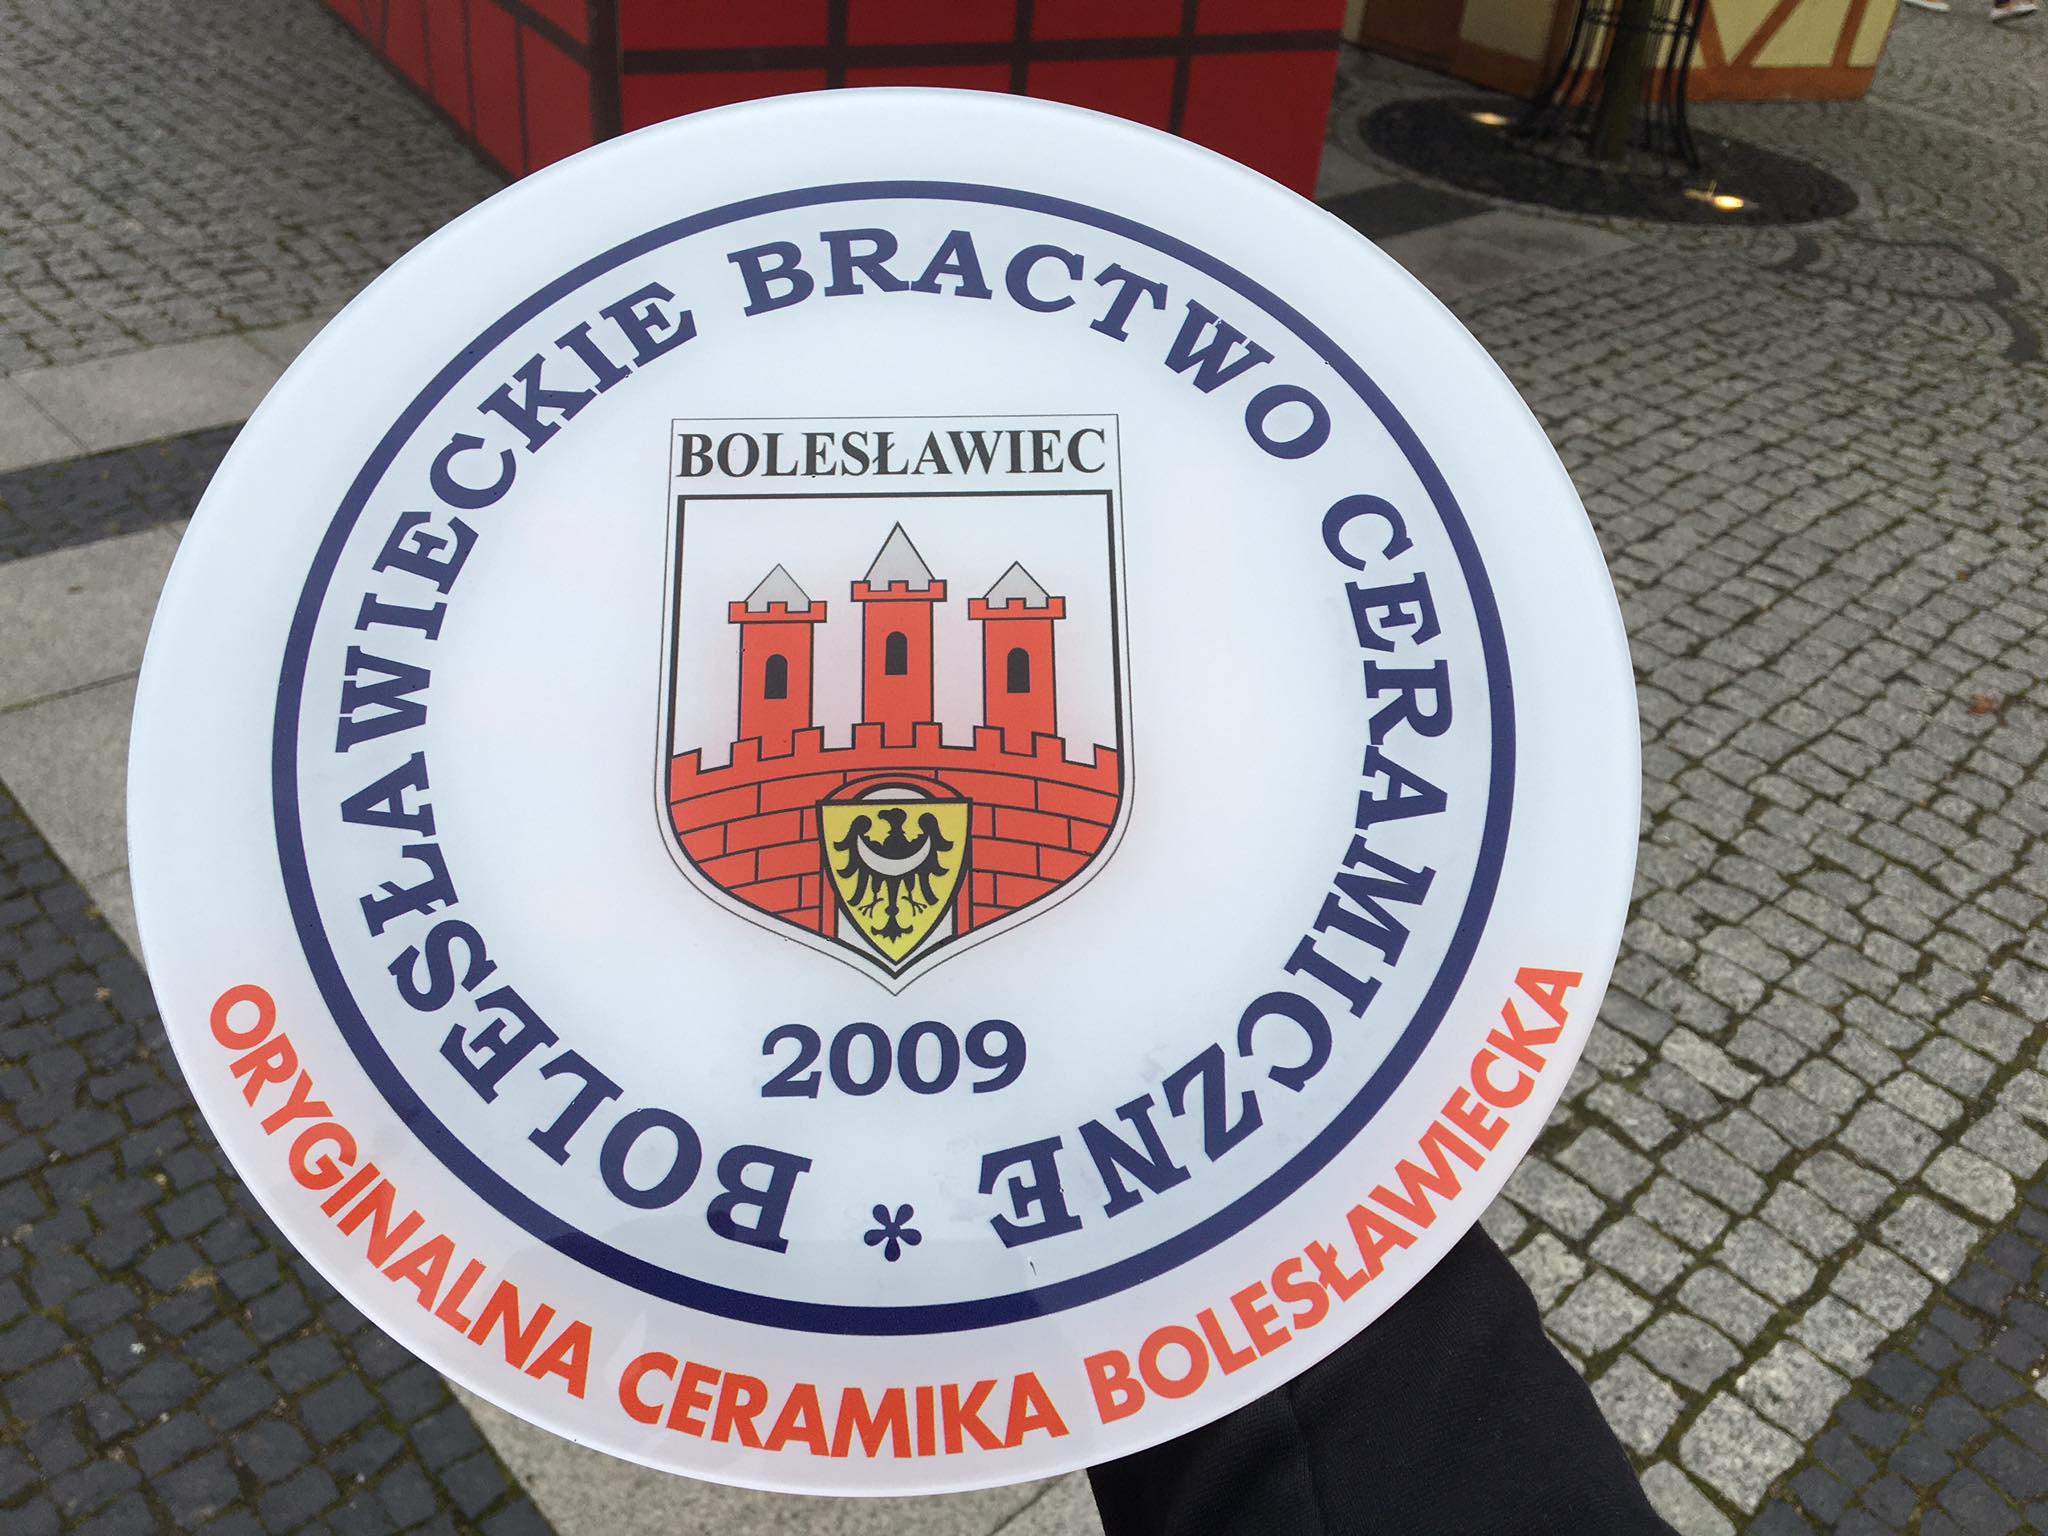 BOLESŁAWIECKIE BRACTWO CERAMICZNE *
BOLESŁAWIEC
2009
ORYGINALNA CERAMIKA BOLESŁAWIECKA